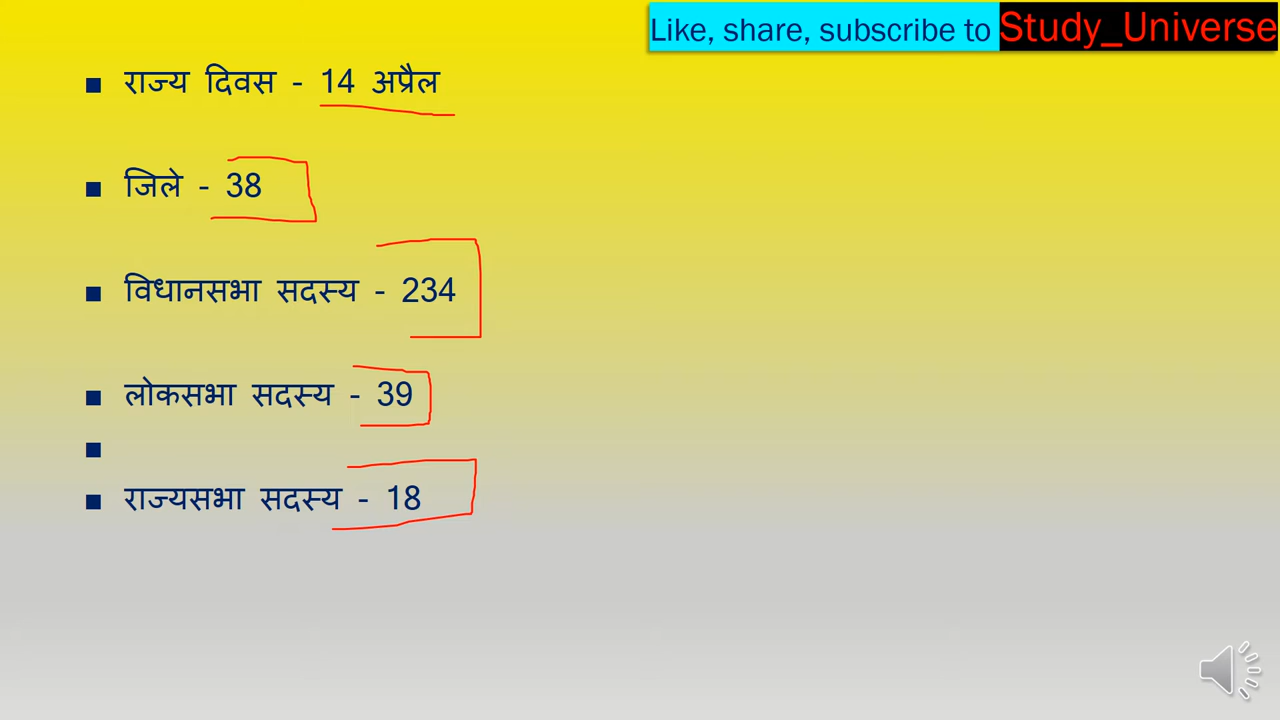 Like, share, subscribe to Study_Universe
■ राज्य दिवस - 14 अप्रैल
■ जिले - 38
■ विधानसभा सदस्य - 234
■ लोकसभा सदस्य - 39
■
■ राज्यसभा सदस्य - 18